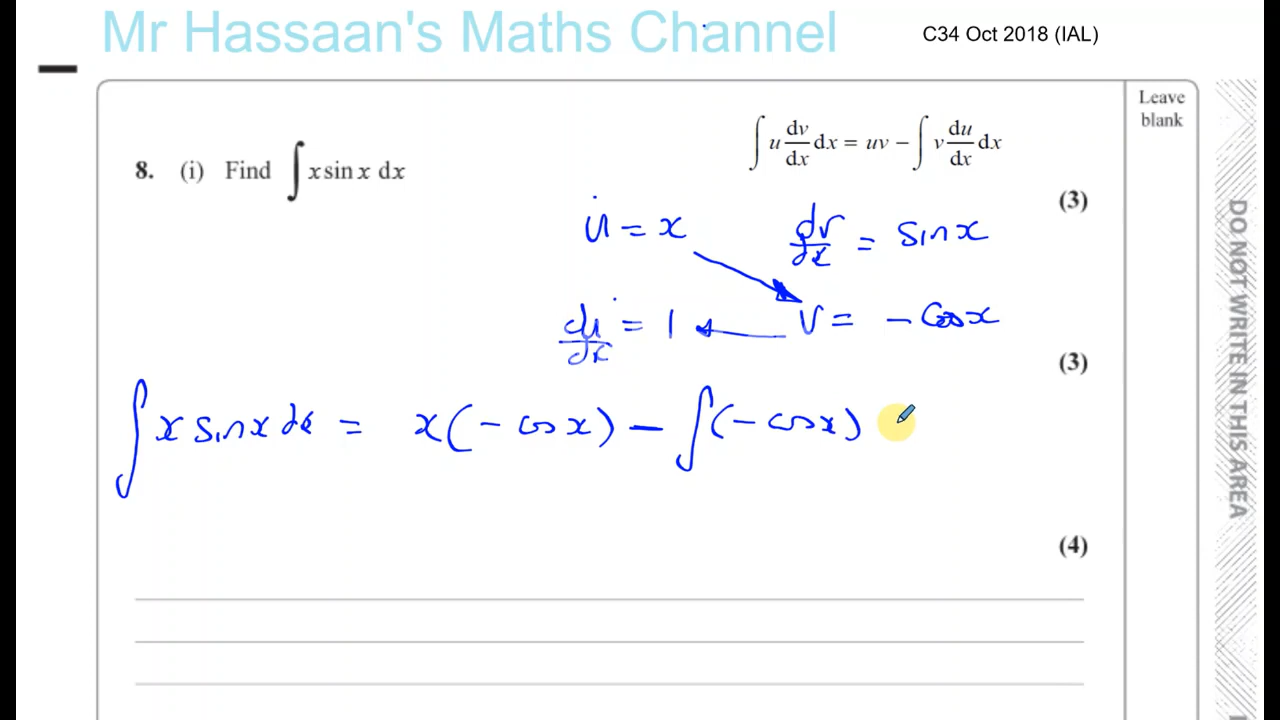 Mr Hassaan's Maths Channel
C34 Oct 2018 (IAL)
Leave
blank
8. (i) Find ∫ x sin x dx
∫ u dv/dx dx = uv − ∫ v du/dx dx
(3)
u = x
dv/dx = sin x
du/dx = 1
v = − cos x
(3)
∫ x sin x dx = x(− cos x) − ∫(− cos x)
(4)
DO NOT WRITE IN THIS AREA